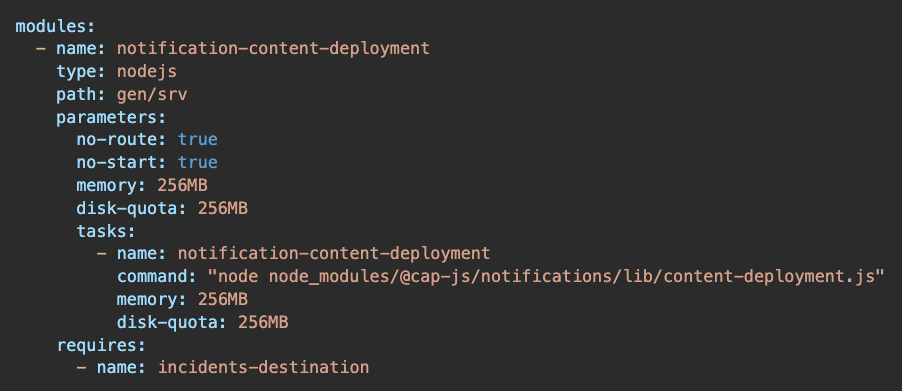 modules:
  - name: notification-content-deployment
    type: nodejs
    path: gen/srv
    parameters:
      no-route: true
      no-start: true
      memory: 256MB
      disk-quota: 256MB
      tasks:
        - name: notification-content-deployment
          command: "node node_modules/@cap-js/notifications/lib/content-deployment.js"
          memory: 256MB
          disk-quota: 256MB
    requires:
      - name: incidents-destination